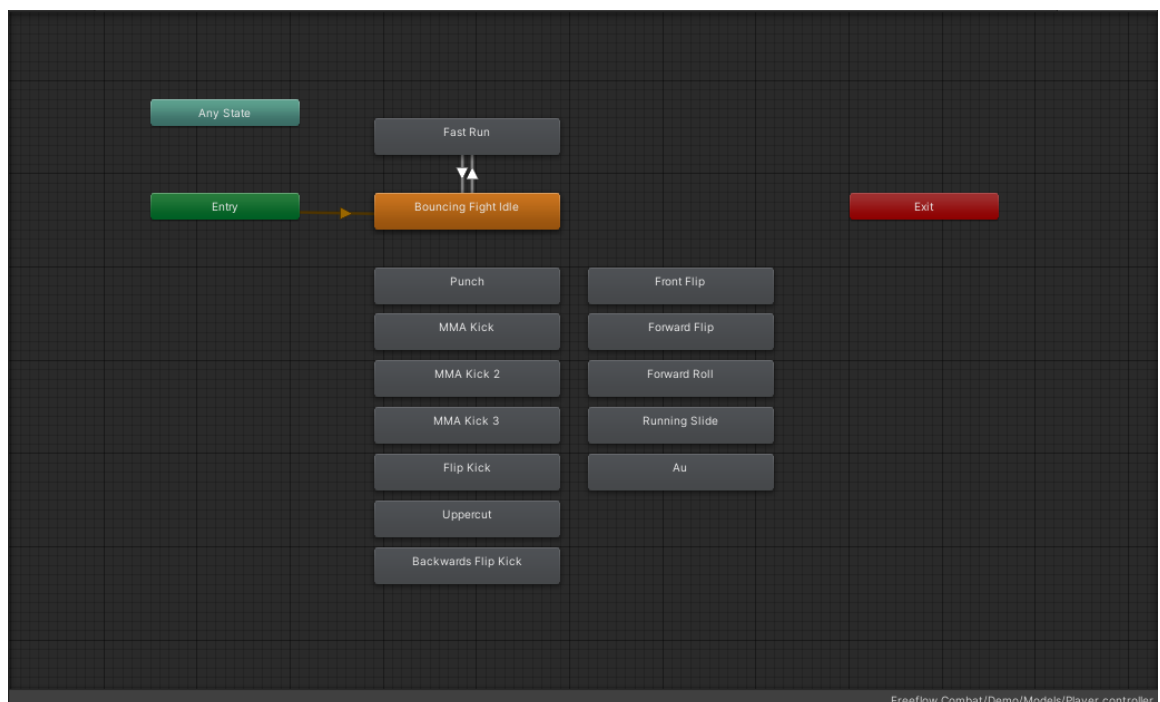 Any State
Fast Run
Entry
Bouncing Fight Idle
Exit
Punch
Front Flip
MMA Kick
Forward Flip
MMA Kick 2
Forward Roll
MMA Kick 3
Running Slide
Flip Kick
Au
Uppercut
Backwards Flip Kick
Freeflow Combat/Demo/Models/Player.controller